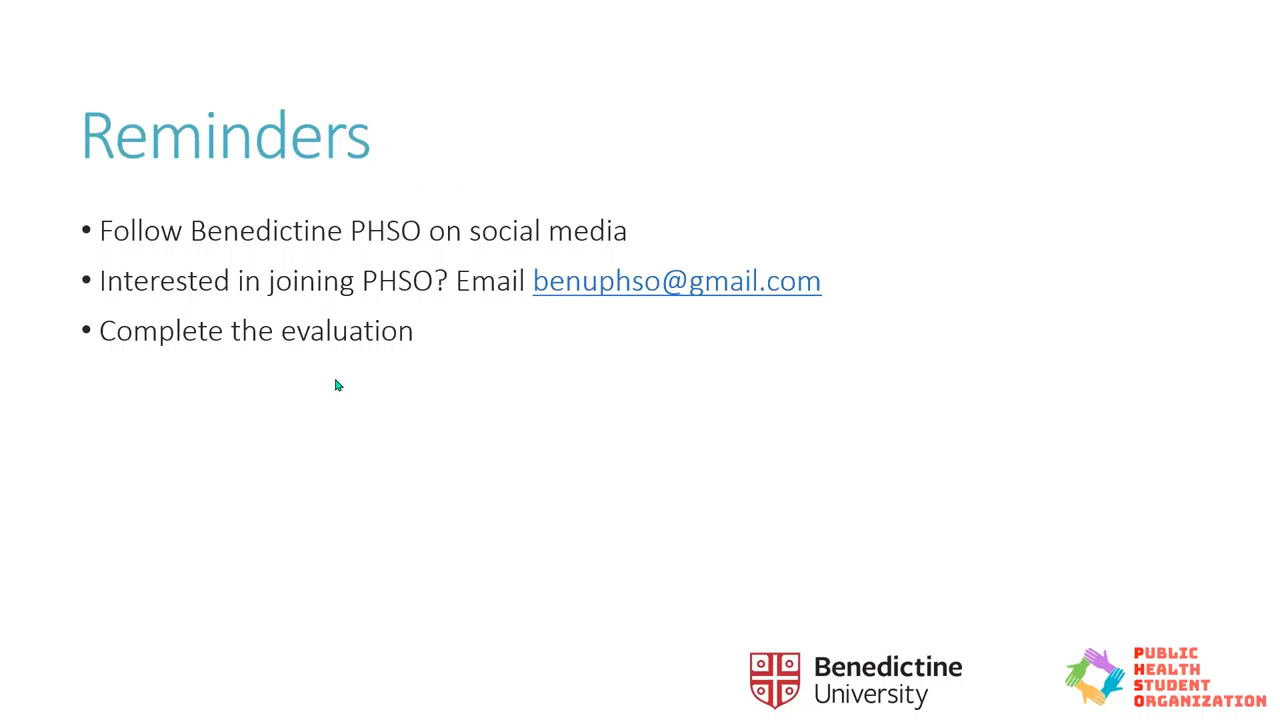 Reminders
• Follow Benedictine PHSO on social media
• Interested in joining PHSO? Email benuphso@gmail.com
• Complete the evaluation
Benedictine
University
PUBLIC
HEALTH
STUDENT
ORGANIZATION